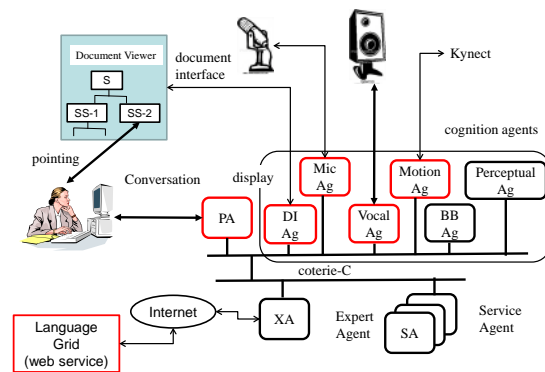 document
interface
Kynect
Document Viewer
S
SS-1
SS-2
cognition agents
pointing
Conversation
display
Mic
Ag
Motion
Ag
Perceptual
Ag
PA
DI
Ag
Vocal
Ag
BB
Ag
coterie-C
Internet
XA
Expert
Agent
SA
Service
Agent
Language
Grid
(web service)